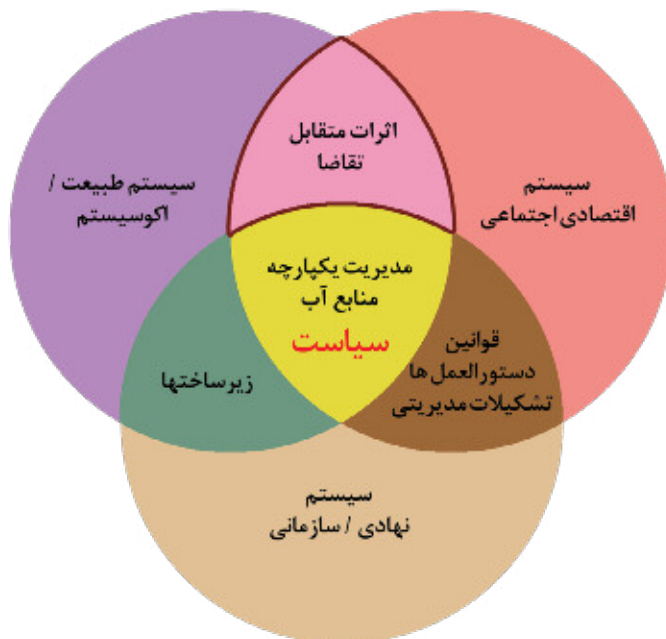 اثرات متقابل
تقاضا
سیستم
اقتصادی اجتماعی
سیستم طبیعت /
اکوسیستم
مدیریت یکپارچه
منابع آب
سیاست
قوانین
دستورالعمل ها
تشکیلات مدیریتی
زیرساختها
سیستم
نهادی / سازمانی